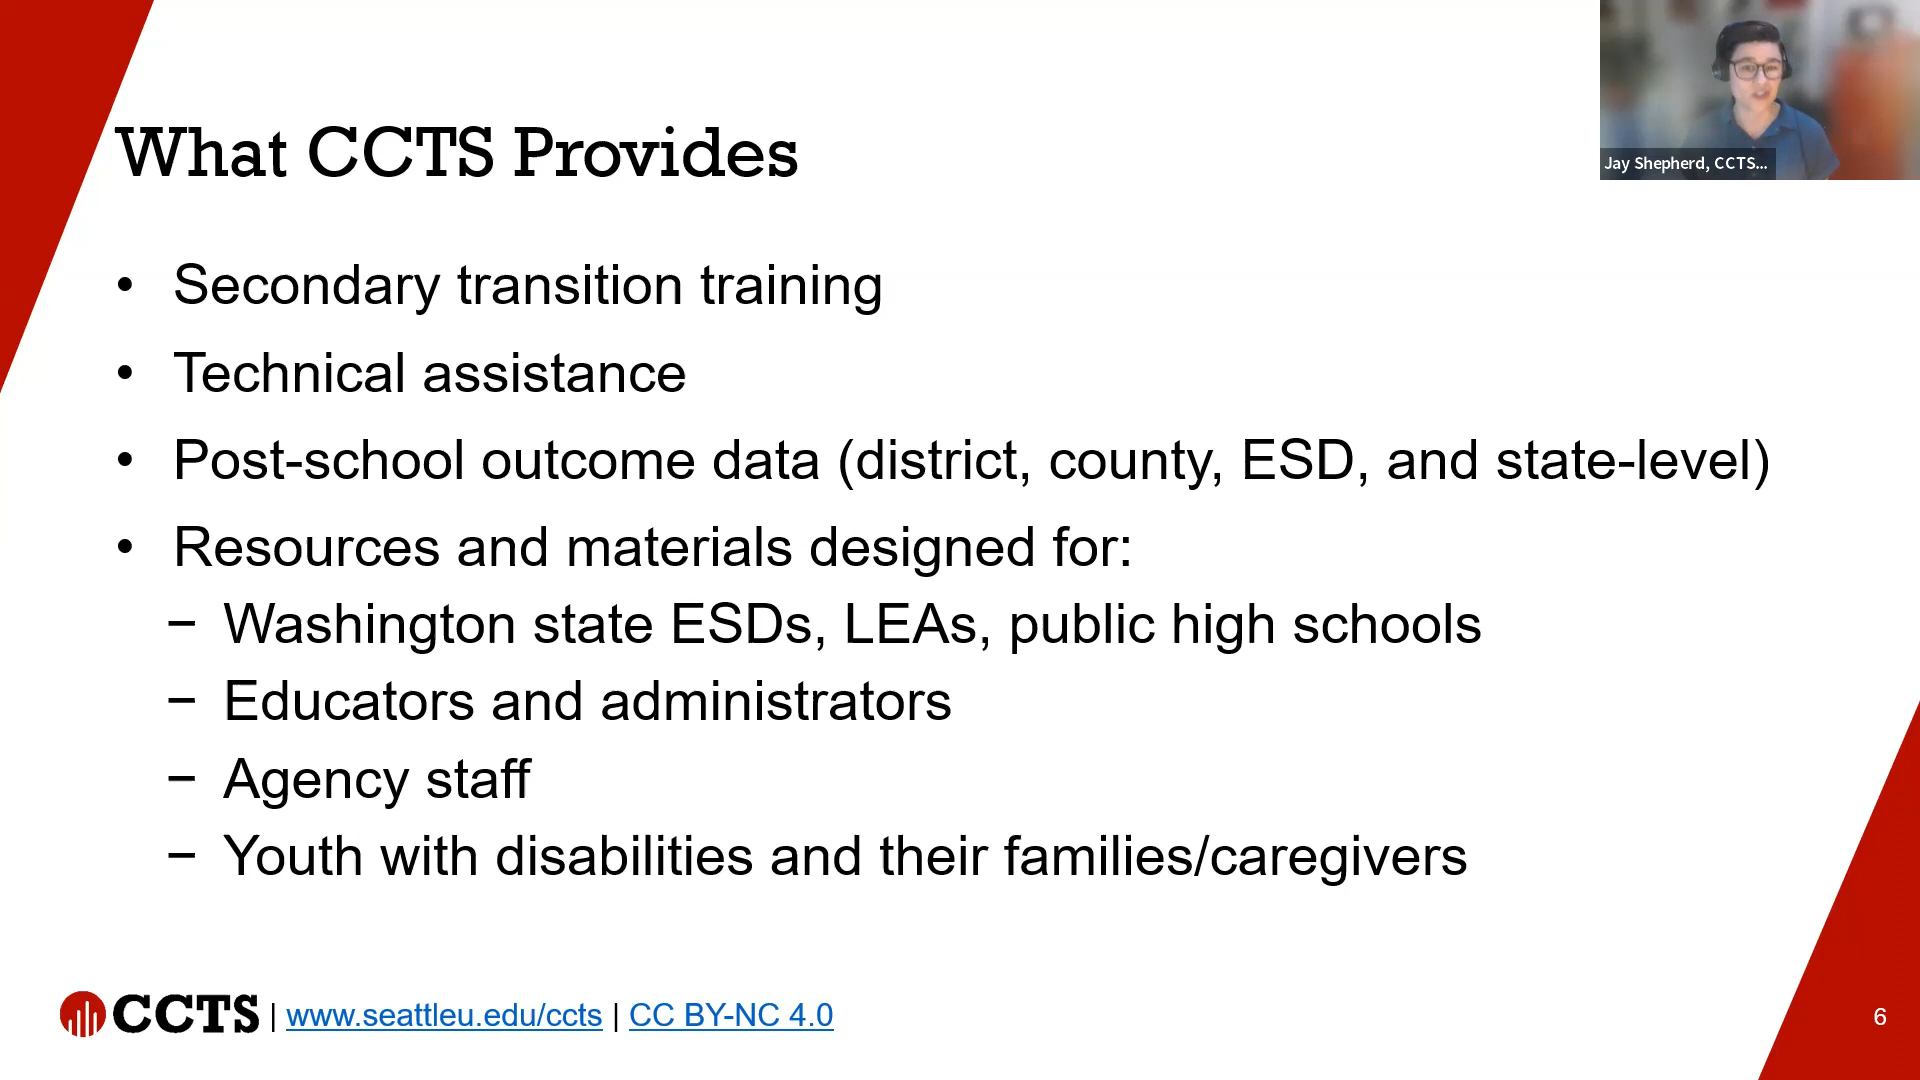 What CCTS Provides
• Secondary transition training
• Technical assistance
• Post-school outcome data (district, county, ESD, and state-level)
• Resources and materials designed for:
− Washington state ESDs, LEAs, public high schools
− Educators and administrators
− Agency staff
− Youth with disabilities and their families/caregivers
Jay Shepherd, CCTS...
CCTS | www.seattleu.edu/ccts | CC BY-NC 4.0
6